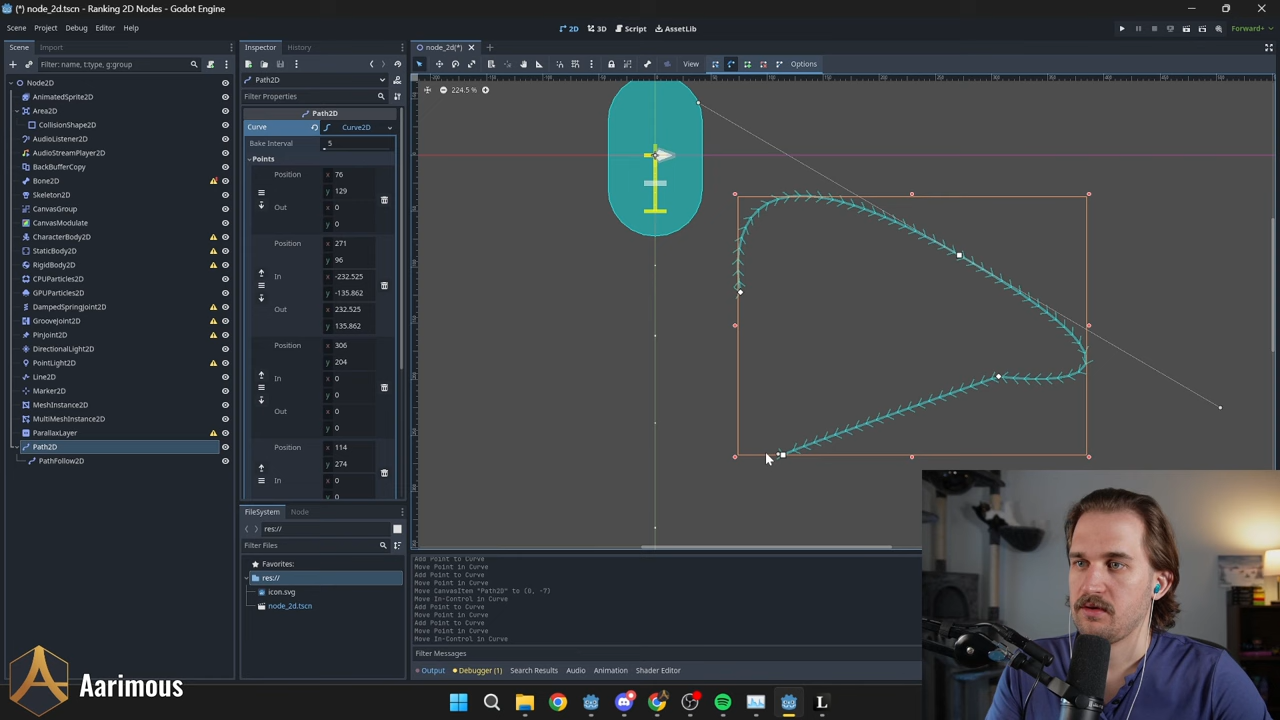 (*) node_2d.tscn - Ranking 2D Nodes - Godot Engine
Scene Project Debug Editor Help
2D 3D Script AssetLib
Forward+
Scene Import
Filter: name, t:type, g:group
Node2D
AnimatedSprite2D
Area2D
CollisionShape2D
AudioListener2D
AudioStreamPlayer2D
BackBufferCopy
Bone2D
Skeleton2D
CanvasGroup
CanvasModulate
CharacterBody2D
StaticBody2D
RigidBody2D
CPUParticles2D
GPUParticles2D
DampedSpringJoint2D
GrooveJoint2D
PinJoint2D
DirectionalLight2D
PointLight2D
Line2D
Marker2D
MeshInstance2D
MultiMeshInstance2D
ParallaxLayer
Path2D
PathFollow2D
Inspector History
Path2D
Filter Properties
Path2D
Curve Curve2D
Bake Interval 5
Points
Position x 76
y 129
Out x 0
y 0
Position x 271
y 96
In x -232.525
y -135.862
Out x 232.525
y 135.862
Position x 306
y 204
In x 0
y 0
Out x 0
y 0
Position x 114
y 274
In x 0
y 0
FileSystem Node
res://
Filter Files
Favorites:
res://
icon.svg
node_2d.tscn
node_2d(*)
View Options
224.5 %
Add Point to Curve
Move Point in Curve
Add Point to Curve
Move Point in Curve
Move CanvasItem "Path2D" to (0, -7)
Move In-Control in Curve
Add Point to Curve
Move Point in Curve
Add Point to Curve
Move Point in Curve
Move In-Control in Curve
Filter Messages
Output Debugger (1) Search Results Audio Animation Shader Editor
Aarimous